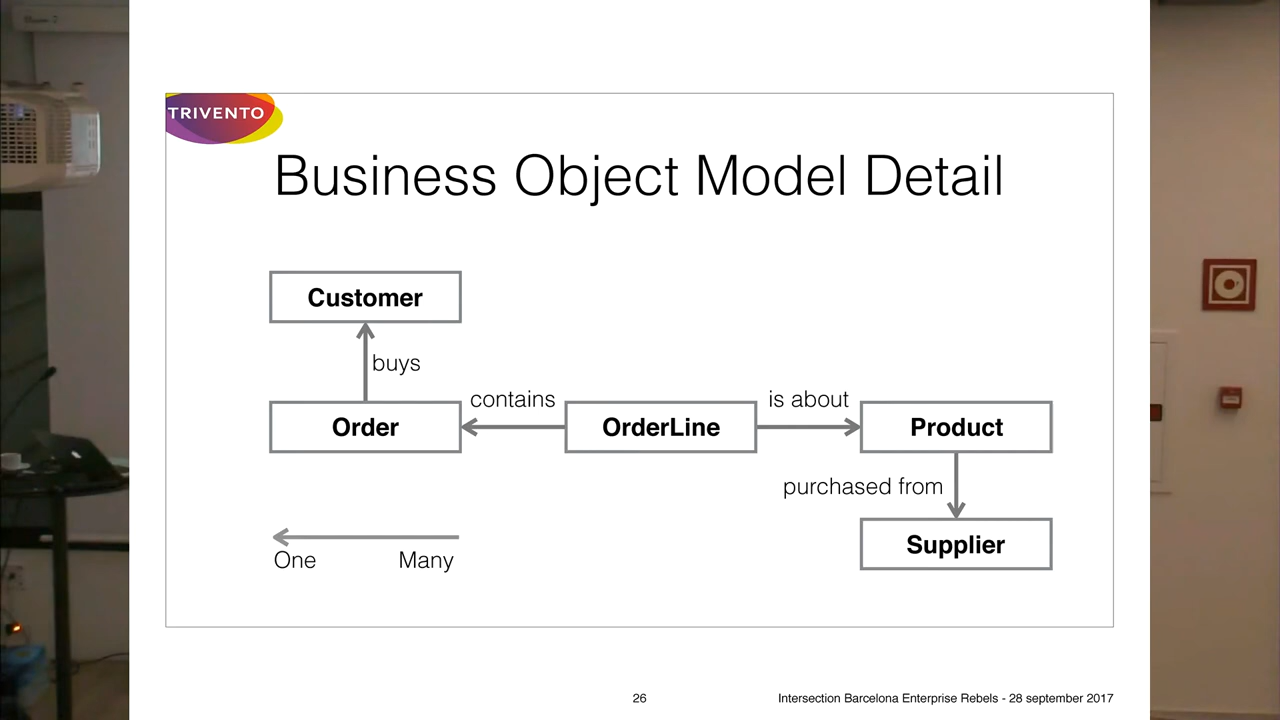 TRIVENTO
Business Object Model Detail
Customer
buys
contains
is about
Order
OrderLine
Product
purchased from
Supplier
One
Many
26
Intersection Barcelona Enterprise Rebels - 28 september 2017